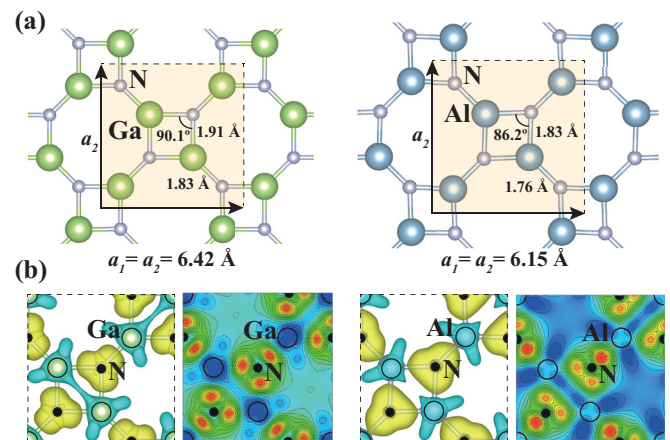 (a)
N
Ga
90.1°
1.91 Å
a2
1.83 Å
a1= a2= 6.42 Å
N
Al
86.2°
1.83 Å
a2
1.76 Å
a1= a2= 6.15 Å
(b)
Ga
N
Ga
N
Al
N
Al
N